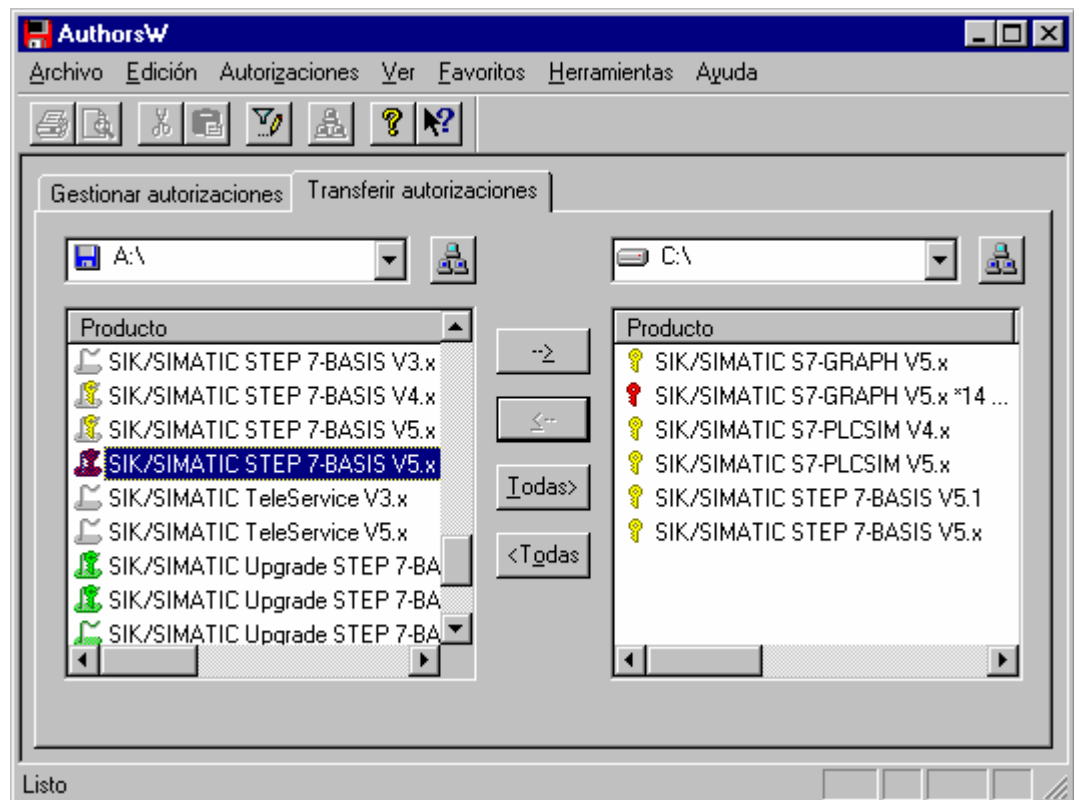 AuthorsW
Archivo Edición Autorizaciones Ver Favoritos Herramientas Ayuda
Gestionar autorizaciones Transferir autorizaciones
A:\ C:\
Producto
SIK/SIMATIC STEP 7-BASIS V3.x
SIK/SIMATIC STEP 7-BASIS V4.x
SIK/SIMATIC STEP 7-BASIS V5.x
SIK/SIMATIC STEP 7-BASIS V5.x
SIK/SIMATIC TeleService V3.x
SIK/SIMATIC TeleService V5.x
SIK/SIMATIC Upgrade STEP 7-BA
SIK/SIMATIC Upgrade STEP 7-BA
SIK/SIMATIC Upgrade STEP 7-BA
-->
<--
Todas>
<Todas
Producto
SIK/SIMATIC S7-GRAPH V5.x
SIK/SIMATIC S7-GRAPH V5.x *14 ...
SIK/SIMATIC S7-PLCSIM V4.x
SIK/SIMATIC S7-PLCSIM V5.x
SIK/SIMATIC STEP 7-BASIS V5.1
SIK/SIMATIC STEP 7-BASIS V5.x
Listo